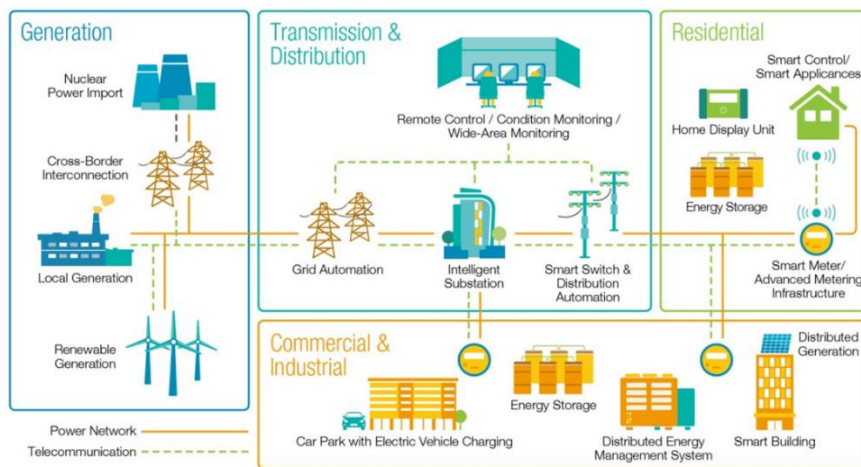 Generation
Nuclear
Power Import
Cross-Border
Interconnection
Local Generation
Renewable
Generation
Power Network
Telecommunication
Transmission &
Distribution
Remote Control / Condition Monitoring /
Wide-Area Monitoring
Grid Automation
Intelligent
Substation
Smart Switch &
Distribution
Automation
Residential
Smart Control/
Smart Applicances
Home Display Unit
Energy Storage
Smart Meter/
Advanced Metering
Infrastructure
Commercial &
Industrial
Car Park with Electric Vehicle Charging
Energy Storage
Distributed Energy
Management System
Distributed
Generation
Smart Building